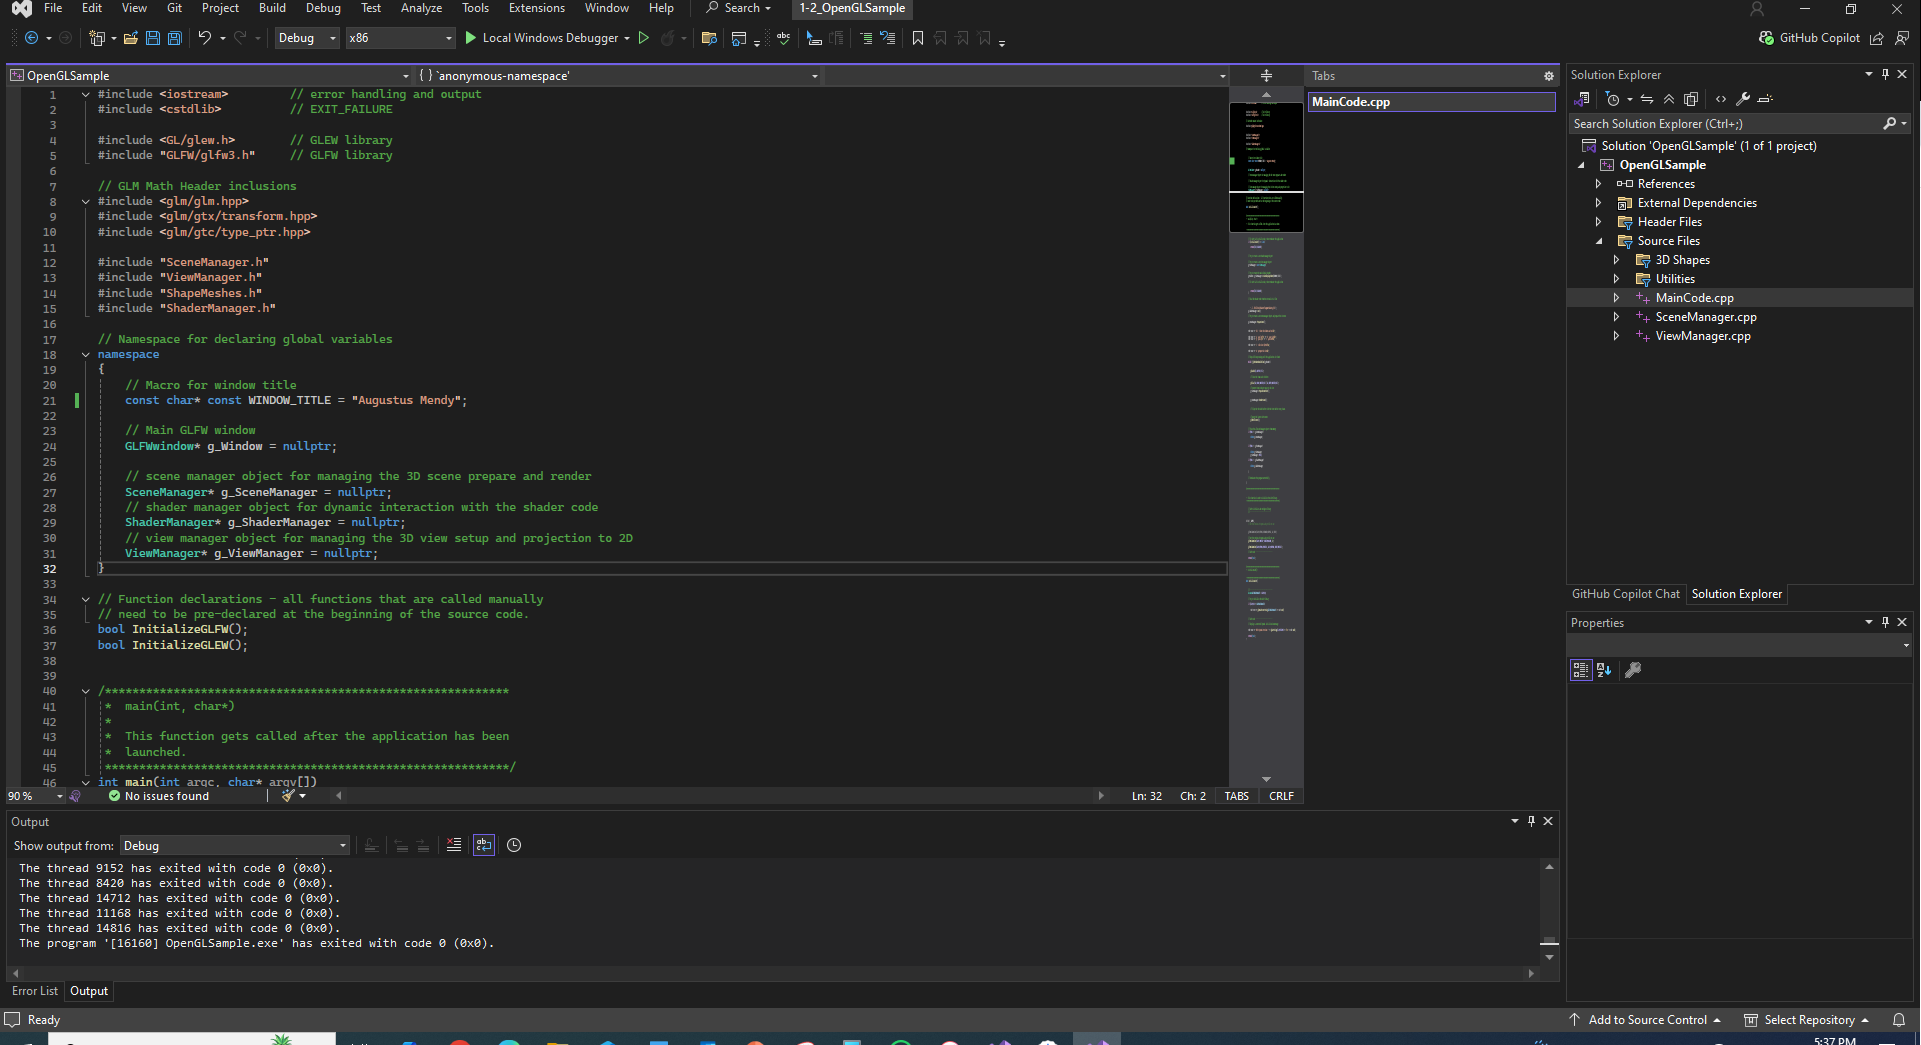 File Edit View Git Project Build Debug Test Analyze Tools Extensions Window Help Search 1-2_OpenGLSample
Debug x86 Local Windows Debugger GitHub Copilot
OpenGLSample { } `anonymous-namespace'
1 #include <iostream> // error handling and output
2 #include <cstdlib> // EXIT_FAILURE
3
4 #include <GL/glew.h> // GLEW library
5 #include "GLFW/glfw3.h" // GLFW library
6
7 // GLM Math Header inclusions
8 #include <glm/glm.hpp>
9 #include <glm/gtx/transform.hpp>
10 #include <glm/gtc/type_ptr.hpp>
11
12 #include "SceneManager.h"
13 #include "ViewManager.h"
14 #include "ShapeMeshes.h"
15 #include "ShaderManager.h"
16
17 // Namespace for declaring global variables
18 namespace
19 {
20 // Macro for window title
21 const char* const WINDOW_TITLE = "Augustus Mendy";
22
23 // Main GLFW window
24 GLFWwindow* g_Window = nullptr;
25
26 // scene manager object for managing the 3D scene prepare and render
27 SceneManager* g_SceneManager = nullptr;
28 // shader manager object for dynamic interaction with the shader code
29 ShaderManager* g_ShaderManager = nullptr;
30 // view manager object for managing the 3D view setup and projection to 2D
31 ViewManager* g_ViewManager = nullptr;
32 }
33
34 // Function declarations - all functions that are called manually
35 // need to be pre-declared at the beginning of the source code.
36 bool InitializeGLFW();
37 bool InitializeGLEW();
38
39
40 /***********************************************************
41 * main(int, char*)
42 *
43 * This function gets called after the application has been
44 * launched.
45 ***********************************************************/
46 int main(int argc, char* argv[])
90 % No issues found Ln: 32 Ch: 2 TABS CRLF
Tabs
MainCode.cpp
Solution Explorer
Search Solution Explorer (Ctrl+;)
Solution 'OpenGLSample' (1 of 1 project)
OpenGLSample
References
External Dependencies
Header Files
Source Files
3D Shapes
Utilities
MainCode.cpp
SceneManager.cpp
ViewManager.cpp
GitHub Copilot Chat Solution Explorer
Properties
Output
Show output from: Debug
The thread 9152 has exited with code 0 (0x0).
The thread 8420 has exited with code 0 (0x0).
The thread 14712 has exited with code 0 (0x0).
The thread 11168 has exited with code 0 (0x0).
The thread 14816 has exited with code 0 (0x0).
The program '[16160] OpenGLSample.exe' has exited with code 0 (0x0).
Error List Output
Ready Add to Source Control Select Repository
5:37 PM